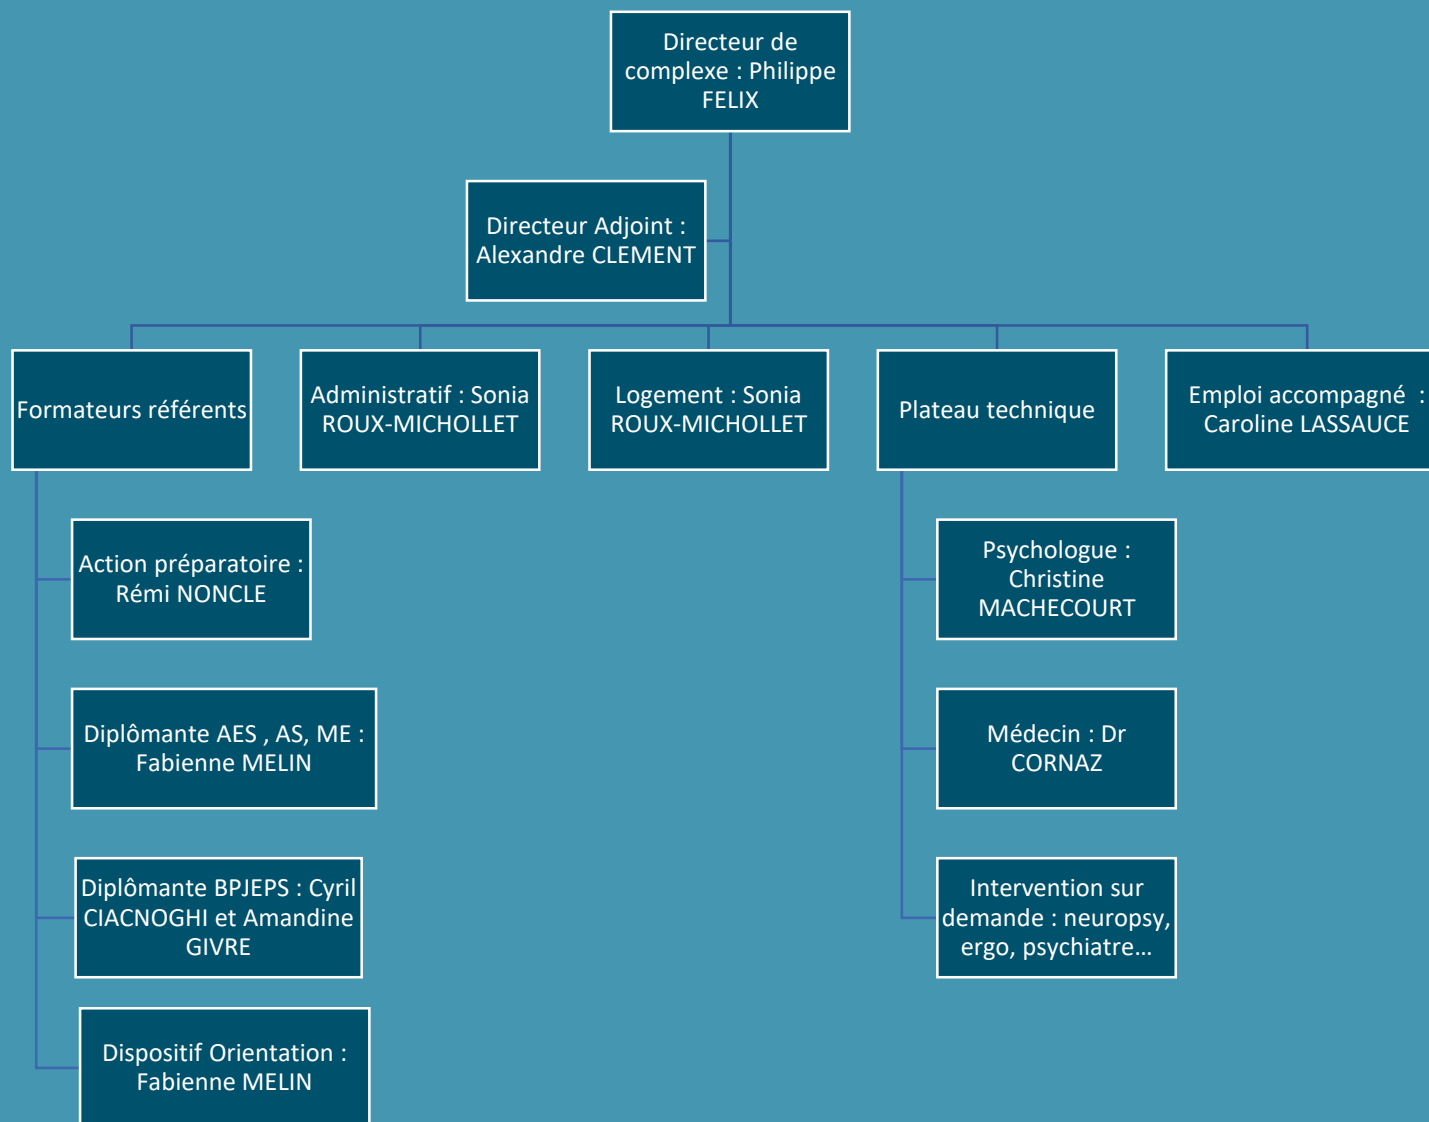 Directeur de
complexe : Philippe
FELIX
Directeur Adjoint :
Alexandre CLEMENT
Formateurs référents
Administratif : Sonia
ROUX-MICHOLLET
Logement : Sonia
ROUX-MICHOLLET
Plateau technique
Emploi accompagné  :
Caroline LASSAUCE
Action préparatoire :
Rémi NONCLE
Diplômante AES , AS, ME :
Fabienne MELIN
Diplômante BPJEPS : Cyril
CIACNOGHI et Amandine
GIVRE
Dispositif Orientation :
Fabienne MELIN
Psychologue :
Christine
MACHECOURT
Médecin : Dr
CORNAZ
Intervention sur
demande : neuropsy,
ergo, psychiatre…